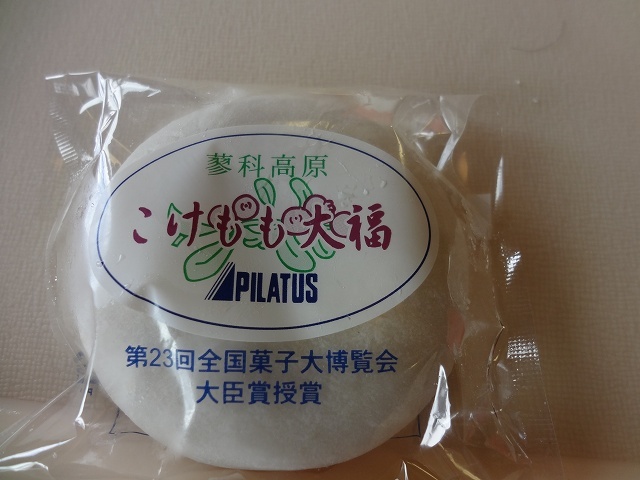 蓼科高原
こけもも大福
PILATUS
第23回全国菓子大博覧会
大臣賞授賞